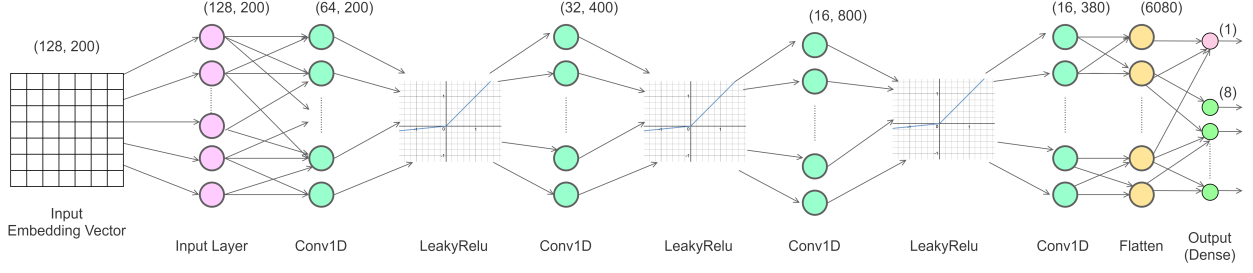 (128, 200)
(128, 200)
(64, 200)
(32, 400)
(16, 800)
(16, 380)
(6080)
(1)
(8)
Input
Embedding Vector
Input Layer
Conv1D
LeakyRelu
Conv1D
LeakyRelu
Conv1D
LeakyRelu
Conv1D
Flatten
Output
(Dense)